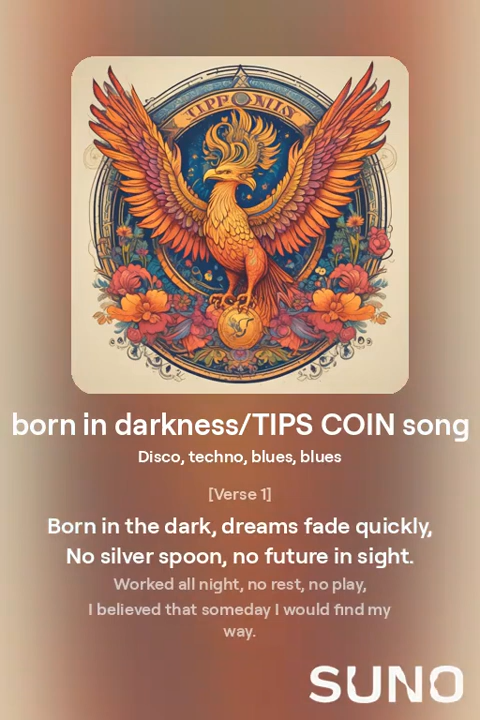 born in darkness/TIPS COIN song
Disco, techno, blues, blues
[Verse 1]
Born in the dark, dreams fade quickly,
No silver spoon, no future in sight.
Worked all night, no rest, no play,
I believed that someday I would find my
way.
SUNO